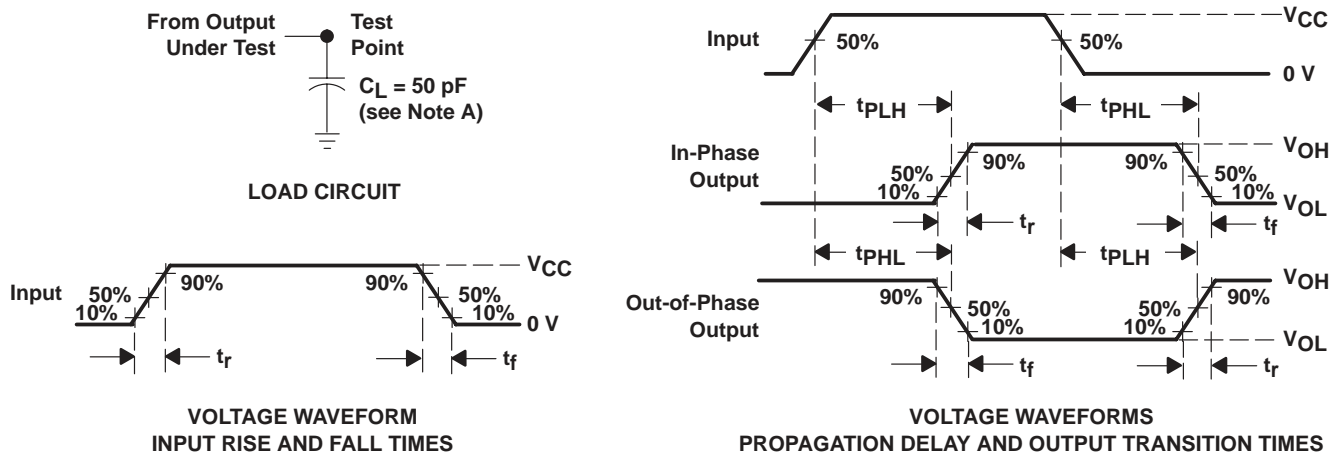 From Output
Under Test
Test
Point
CL = 50 pF
(see Note A)
LOAD CIRCUIT
Input
50%
10%
90%
90%
50%
10%
VCC
0 V
tr
tf
VOLTAGE WAVEFORM
INPUT RISE AND FALL TIMES
Input
50%
50%
VCC
0 V
tPLH
tPHL
In-Phase
Output
50%
10%
90%
90%
50%
10%
VOH
VOL
tr
tf
tPHL
tPLH
Out-of-Phase
Output
90%
50%
10%
50%
10%
90%
VOH
VOL
tf
tr
VOLTAGE WAVEFORMS
PROPAGATION DELAY AND OUTPUT TRANSITION TIMES